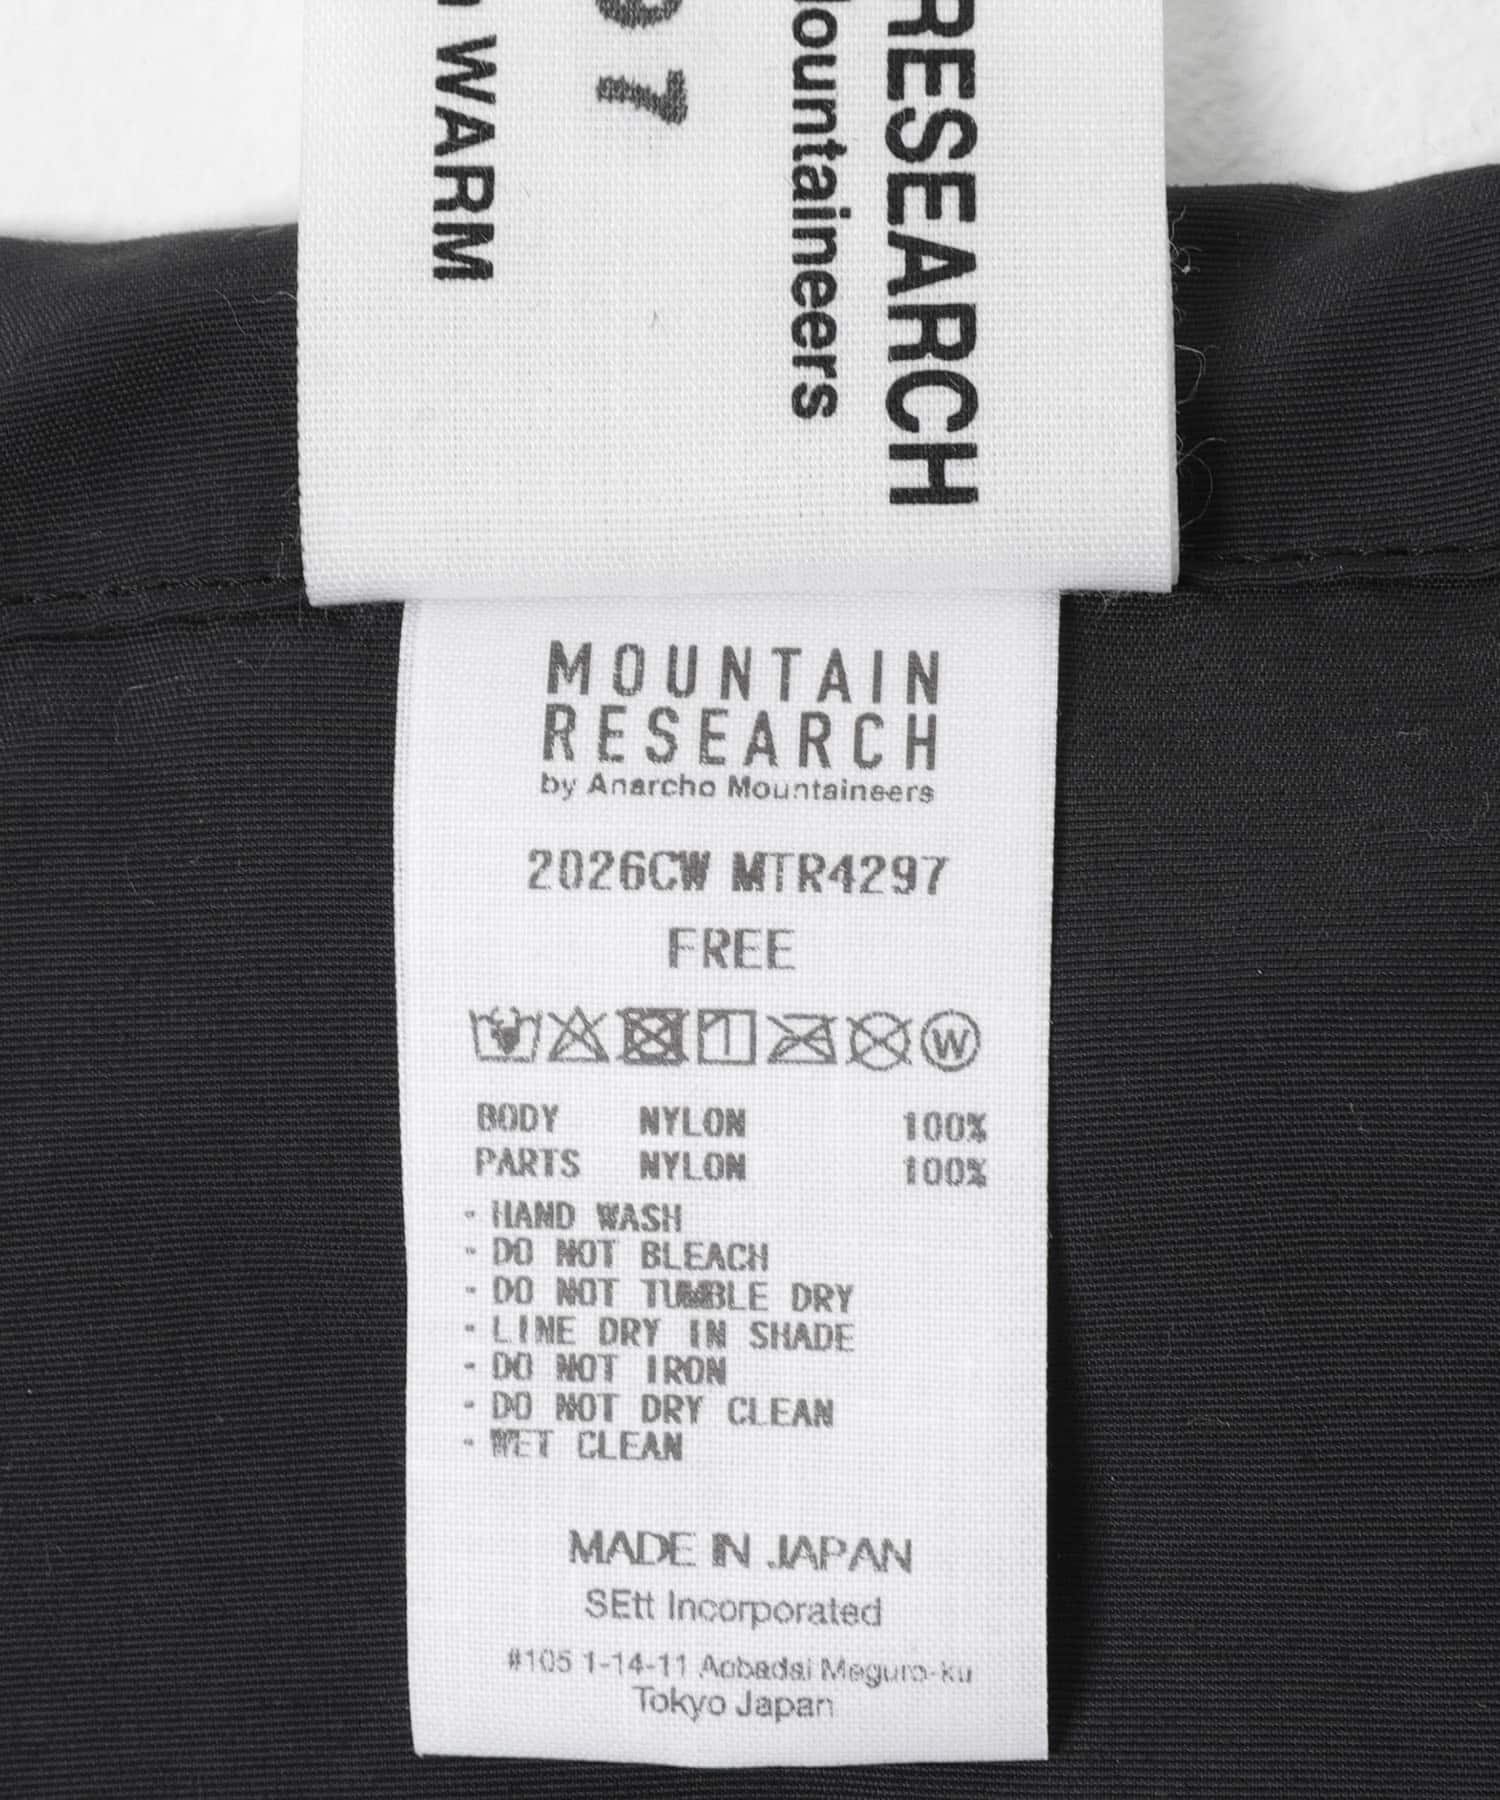 RESEARCH
ountaineers
97
WARM
MOUNTAIN
RESEARCH
by Anarcho Mountaineers
2026CW MTR4297
FREE
W
BODY NYLON 100%
PARTS NYLON 100%
- HAND WASH
- DO NOT BLEACH
- DO NOT TUMBLE DRY
- LINE DRY IN SHADE
- DO NOT IRON
- DO NOT DRY CLEAN
- WET CLEAN
MADE IN JAPAN
SEtt Incorporated
#105 1-14-11 Aobadai Meguro-ku
Tokyo Japan